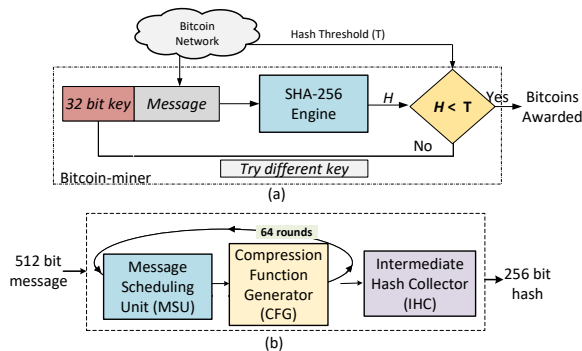 Bitcoin
Network
Hash Threshold (T)
32 bit key
Message
SHA-256
Engine
H
H < T
Yes
Bitcoins
Awarded
No
Try different key
Bitcoin-miner
(a)
64 rounds
512 bit
message
Message
Scheduling
Unit (MSU)
Compression
Function
Generator
(CFG)
Intermediate
Hash Collector
(IHC)
256 bit
hash
(b)